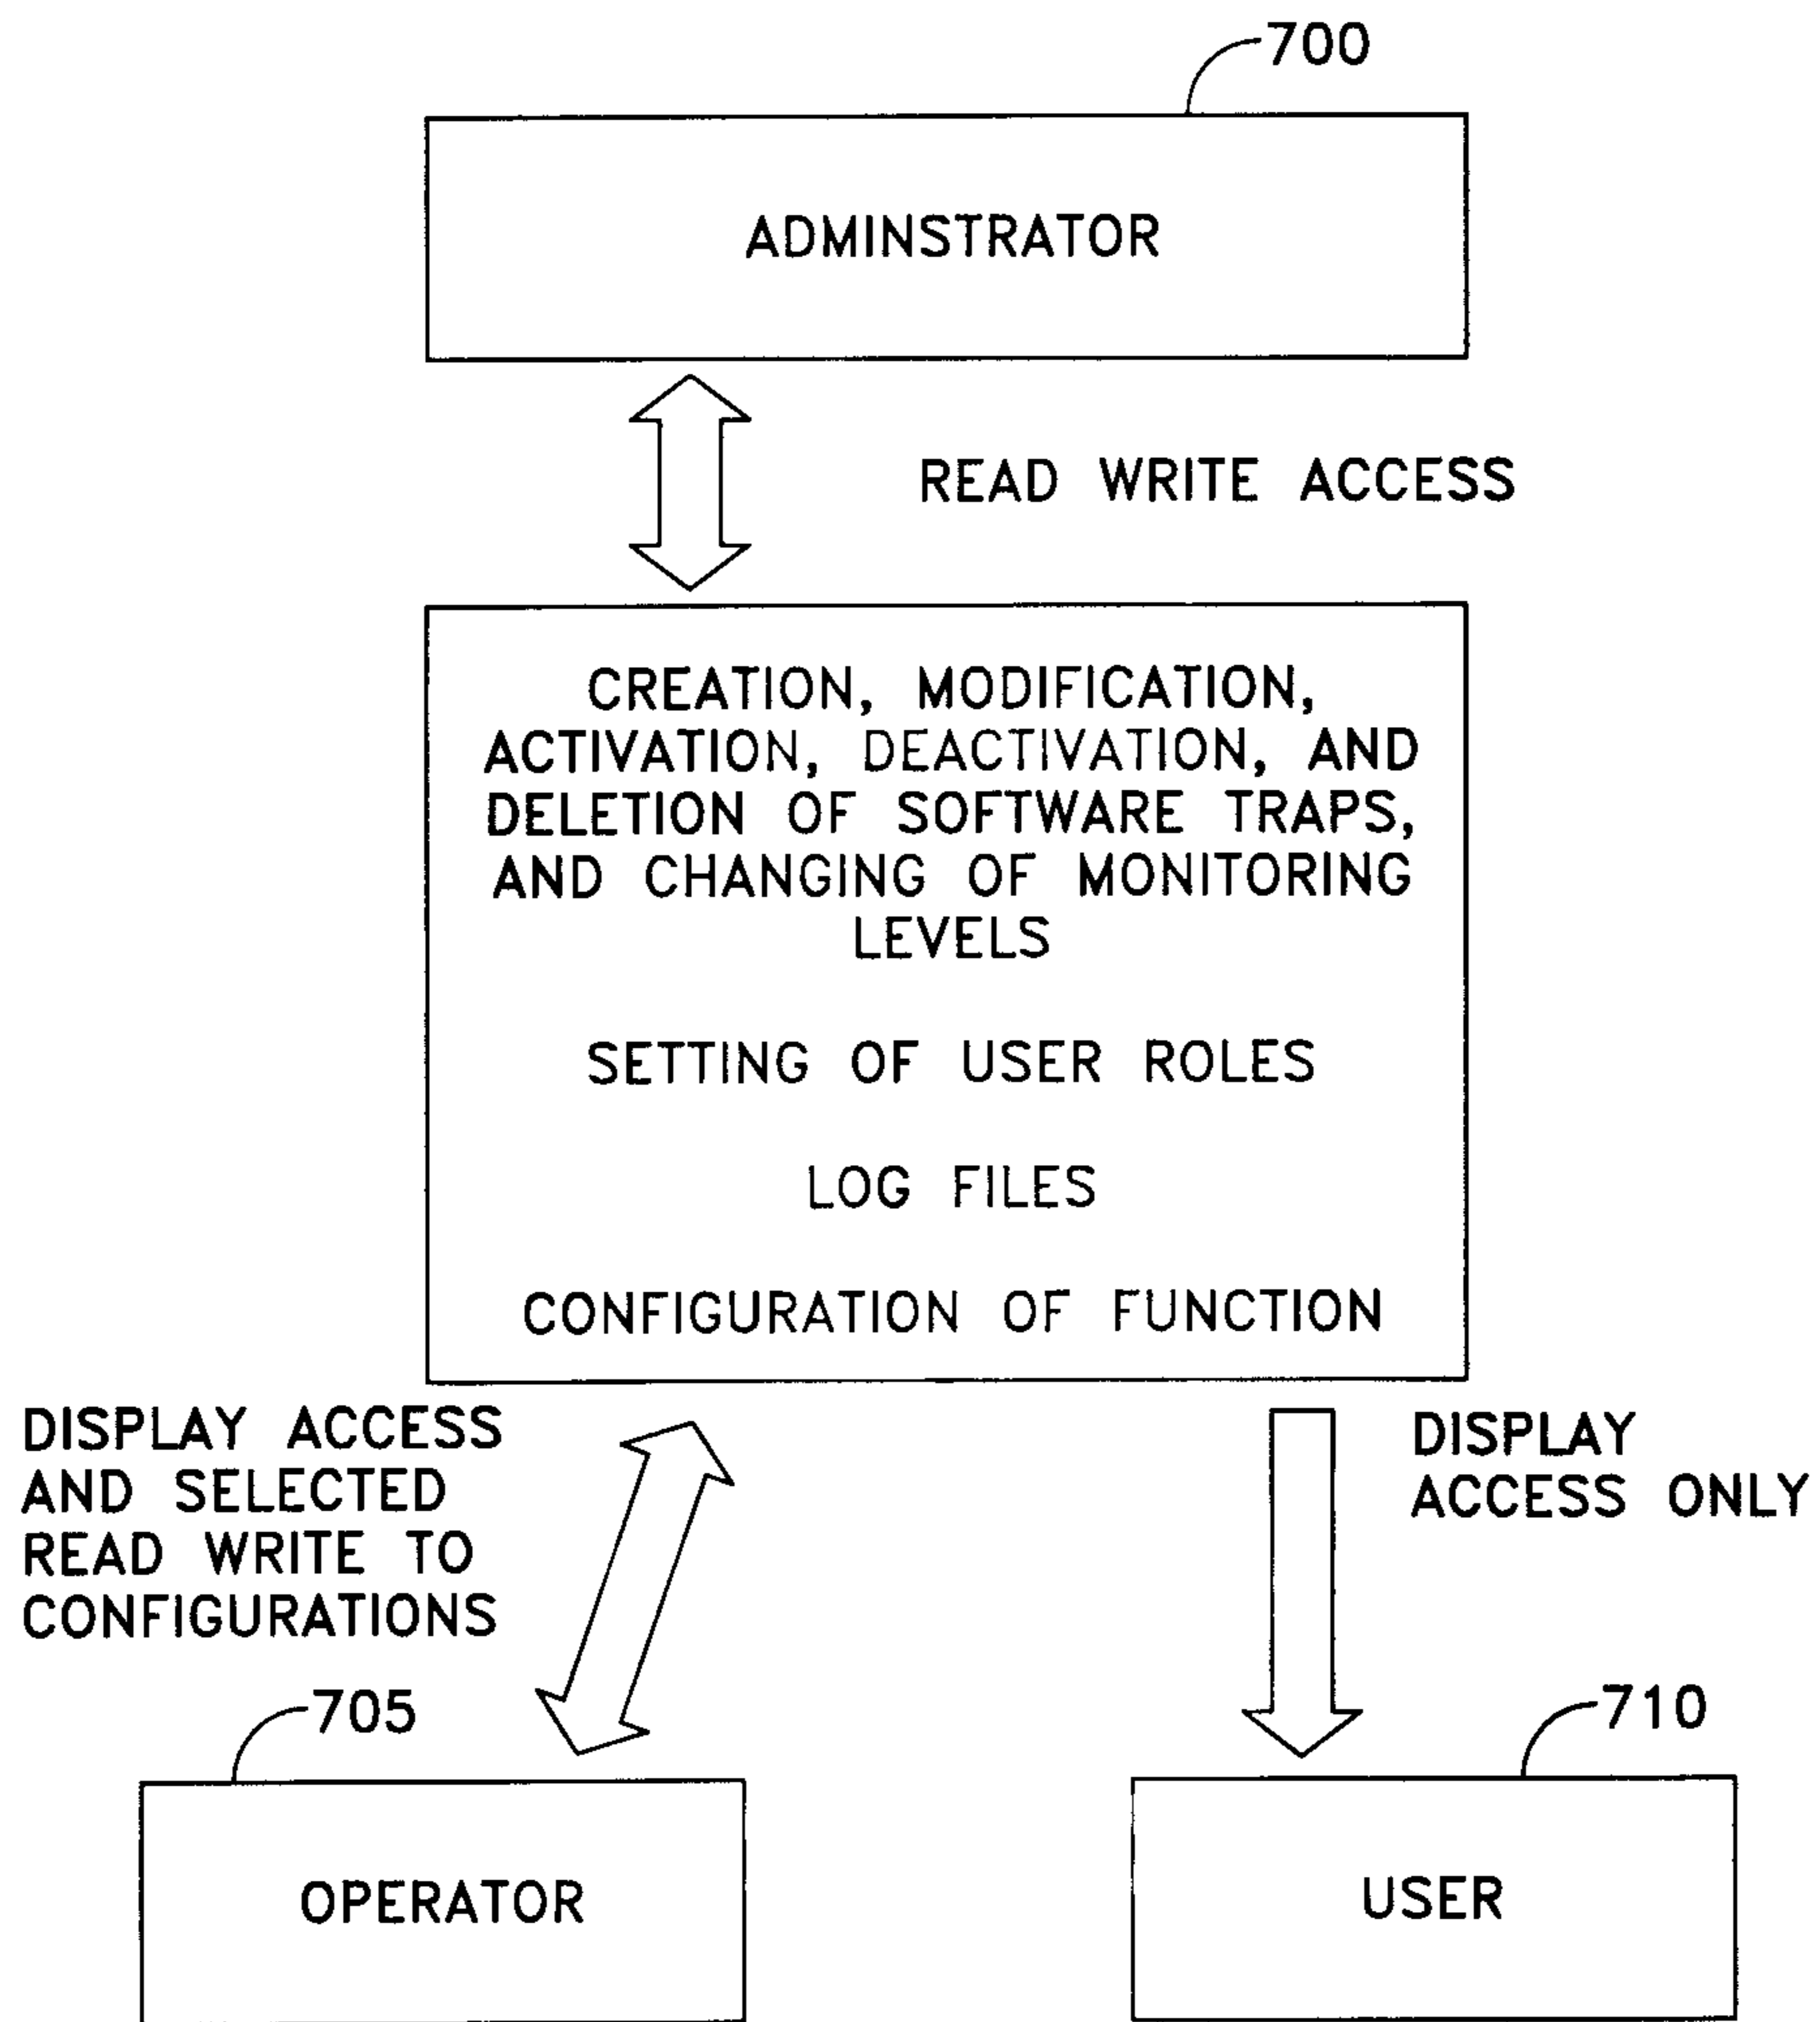 700
ADMINSTRATOR
READ WRITE ACCESS
CREATION, MODIFICATION,
ACTIVATION, DEACTIVATION, AND
DELETION OF SOFTWARE TRAPS,
AND CHANGING OF MONITORING
LEVELS
SETTING OF USER ROLES
LOG FILES
CONFIGURATION OF FUNCTION
DISPLAY ACCESS
AND SELECTED
READ WRITE TO
CONFIGURATIONS
DISPLAY
ACCESS ONLY
705
OPERATOR
710
USER